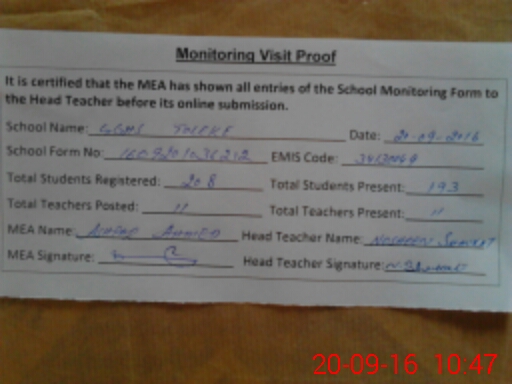 Monitoring Visit Proof
It is certified that the MEA has shown all entries of the School Monitoring Form to
the Head Teacher before its online submission.
School Name: GGHS Date: 20-09-2016
School Form No: EMIS Code:
Total Students Registered: 208 Total Students Present: 193
Total Teachers Posted: 11 Total Teachers Present: 11
MEA Name: Ahmed Head Teacher Name: Nosheen
MEA Signature: Head Teacher Signature:
20-09-16 10:47